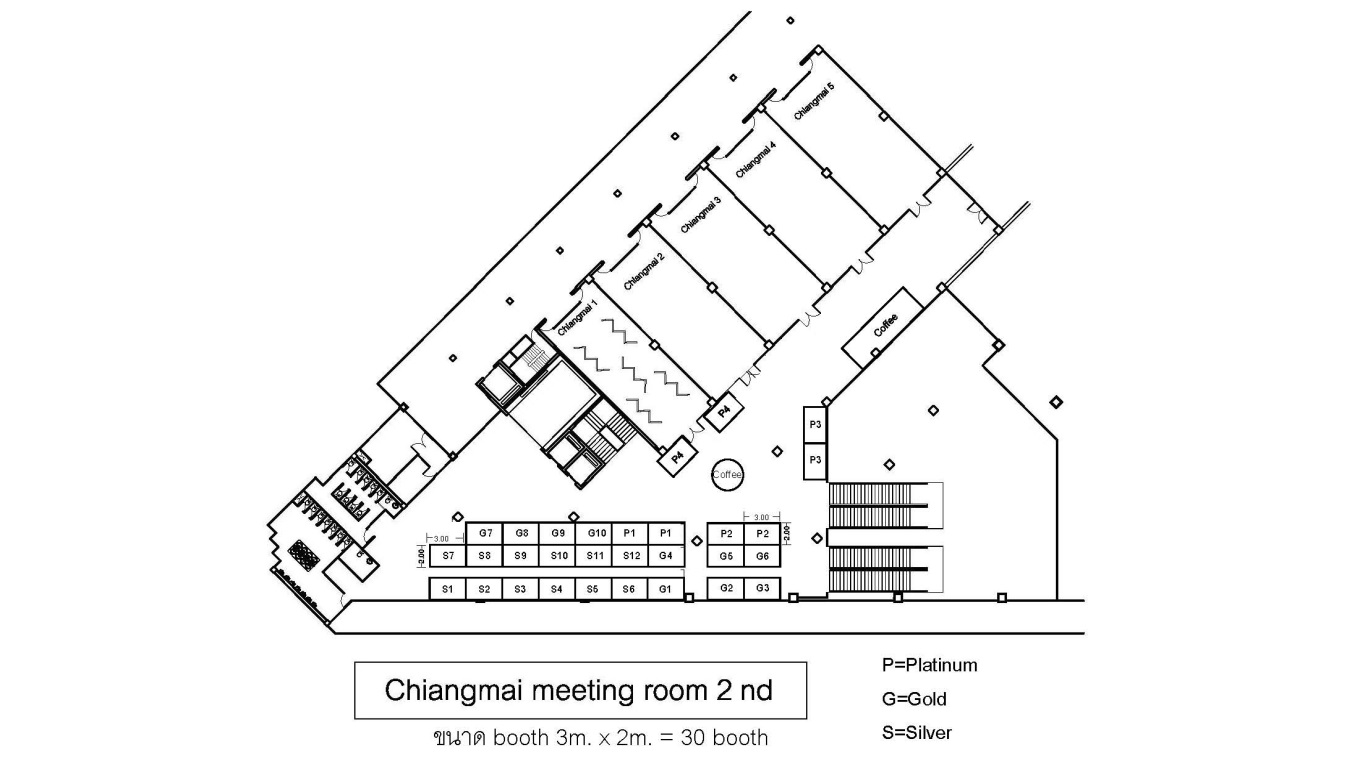 Chiangmai 5
Chiangmai 4
Chiangmai 3
Chiangmai 2
Chiangmai 1
Coffee
P4
P4
P3
P3
Coffee
3.00
G7 G8 G9 G10 P1 P1 P2 P2 2.00
3.00
2.00 S7 S8 S9 S10 S11 S12 G4 G5 G6
S1 S2 S3 S4 S5 S6 G1 G2 G3
Chiangmai meeting room 2 nd
ขนาด booth 3m. x 2m. = 30 booth
P=Platinum
G=Gold
S=Silver